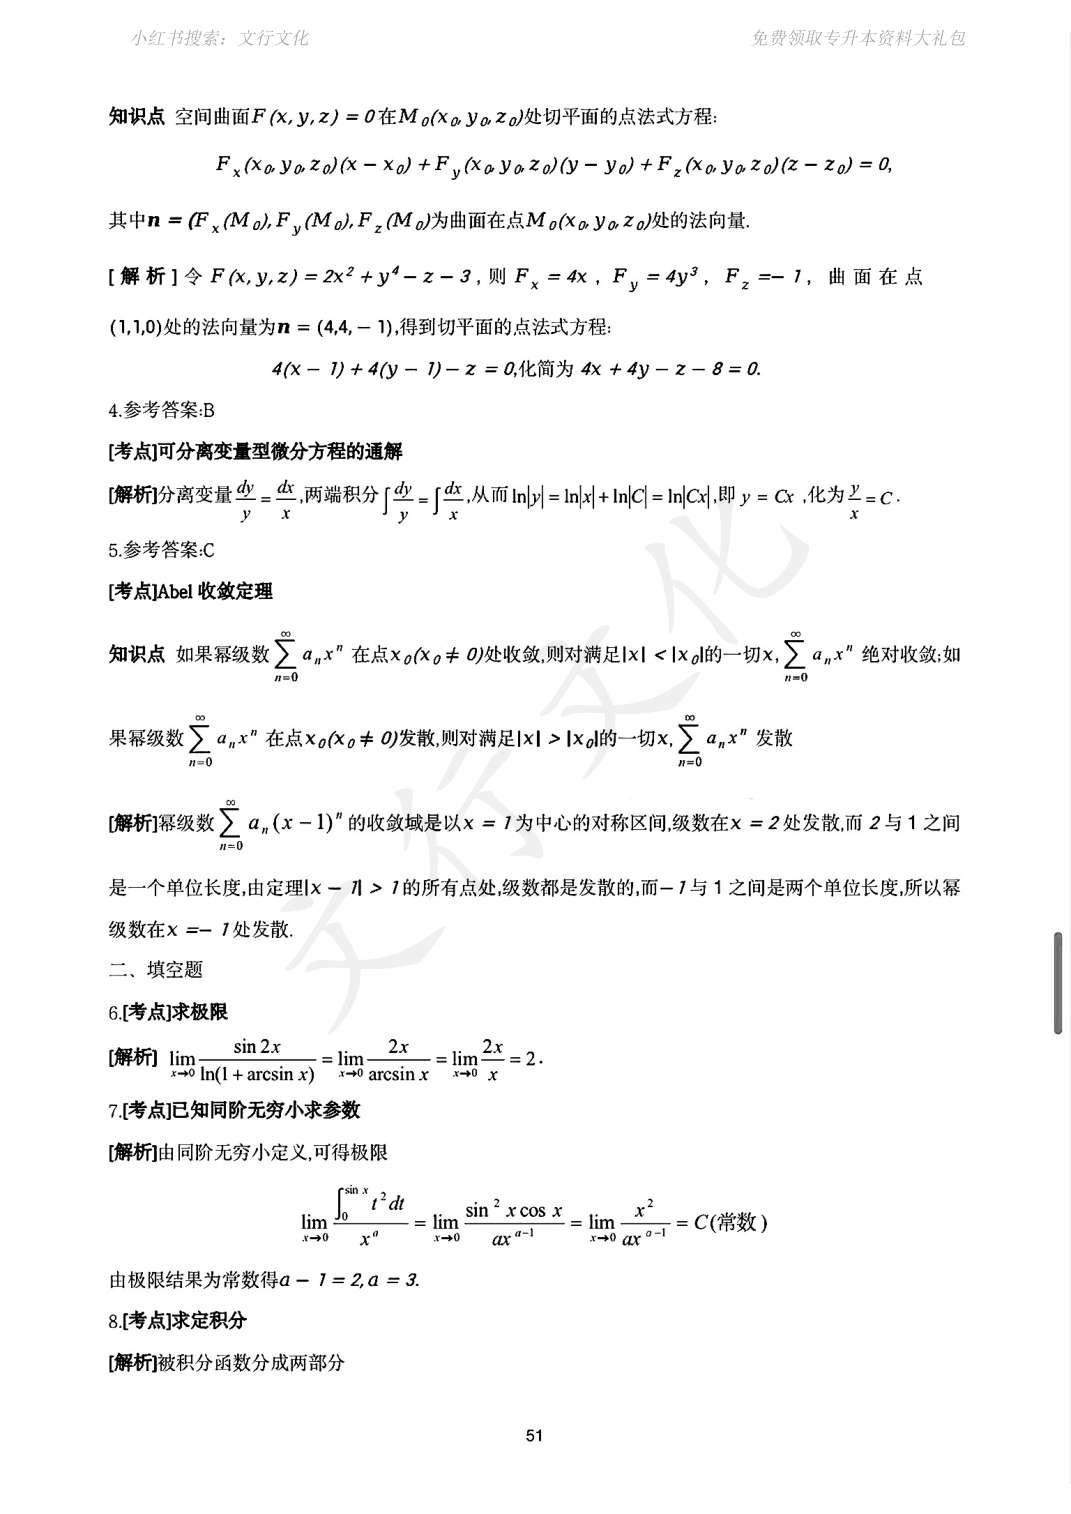 小红书搜索：文行文化
免费领取专升本资料大礼包
知识点 空间曲面F(x, y, z) = 0在M₀(x₀, y₀, z₀)处切平面的点法式方程:
Fₓ(x₀, y₀, z₀)(x − x₀) + F_y(x₀, y₀, z₀)(y − y₀) + F_z(x₀, y₀, z₀)(z − z₀) = 0,
其中n = (Fₓ(M₀), F_y(M₀), F_z(M₀)为曲面在点M₀(x₀, y₀, z₀)处的法向量.
[解析]令 F(x, y, z) = 2x² + y⁴ − z − 3 , 则 Fₓ = 4x , F_y = 4y³ , F_z =− 1 , 曲面在点
(1,1,0)处的法向量为n = (4,4, − 1),得到切平面的点法式方程:
4(x − 1) + 4(y − 1) − z = 0,化简为 4x + 4y − z − 8 = 0.
4.参考答案:B
[考点]可分离变量型微分方程的通解
[解析]分离变量 dy/y = dx/x ,两端积分 ∫dy/y = ∫dx/x ,从而 ln|y| = ln|x| + ln|C| = ln|Cx|,即 y = Cx ,化为 y/x = C .
5.参考答案:C
[考点]Abel 收敛定理
知识点 如果幂级数 ∑_{n=0}^{∞} aₙxⁿ 在点x₀(x₀ ≠ 0)处收敛,则对满足|x| < |x₀|的一切x, ∑_{n=0}^{∞} aₙxⁿ 绝对收敛;如
果幂级数 ∑_{n=0}^{∞} aₙxⁿ 在点x₀(x₀ ≠ 0)发散,则对满足|x| > |x₀|的一切x, ∑_{n=0}^{∞} aₙxⁿ 发散
[解析]幂级数 ∑_{n=0}^{∞} aₙ(x − 1)ⁿ 的收敛域是以x = 1为中心的对称区间,级数在x = 2处发散,而 2 与 1 之间
是一个单位长度,由定理|x − 1| > 1的所有点处,级数都是发散的,而− 1与 1 之间是两个单位长度,所以幂
级数在x =− 1处发散.
二、填空题
6.[考点]求极限
[解析] lim_{x→0} sin 2x / ln(1 + arcsin x) = lim_{x→0} 2x / arcsin x = lim_{x→0} 2x/x = 2 .
7.[考点]已知同阶无穷小求参数
[解析]由同阶无穷小定义,可得极限
lim_{x→0} ∫₀^{sin x} t²dt / x^a = lim_{x→0} sin² x cos x / ax^{a−1} = lim_{x→0} x² / ax^{a−1} = C(常数)
由极限结果为常数得a − 1 = 2, a = 3.
8.[考点]求定积分
[解析]被积分函数分成两部分
51
文行文化